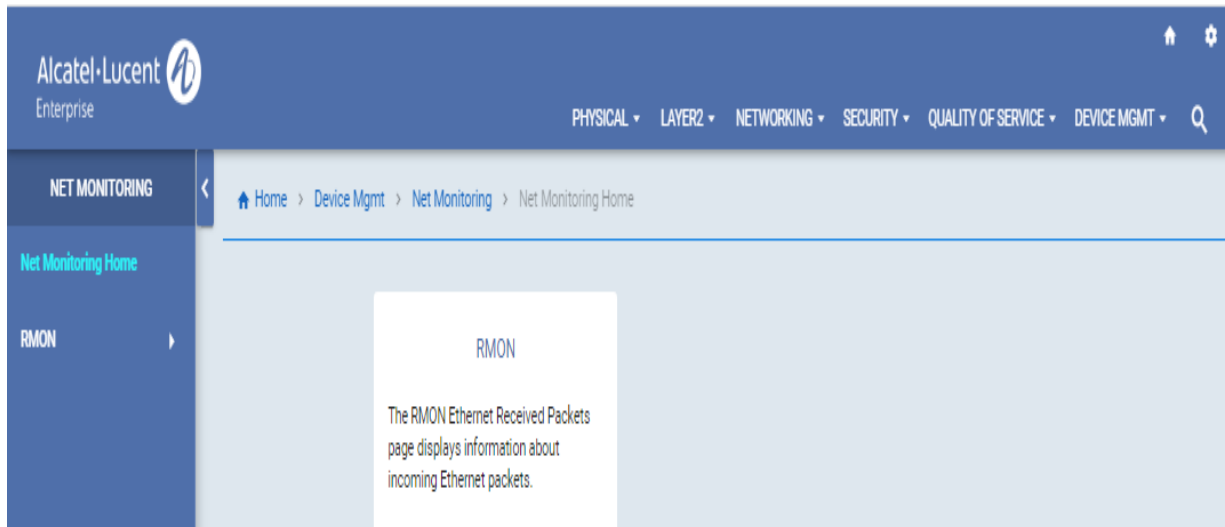 Alcatel·Lucent
Enterprise
PHYSICAL LAYER2 NETWORKING SECURITY QUALITY OF SERVICE DEVICE MGMT
NET MONITORING
Home > Device Mgmt > Net Monitoring > Net Monitoring Home
Net Monitoring Home
RMON
RMON
The RMON Ethernet Received Packets
page displays information about
incoming Ethernet packets.